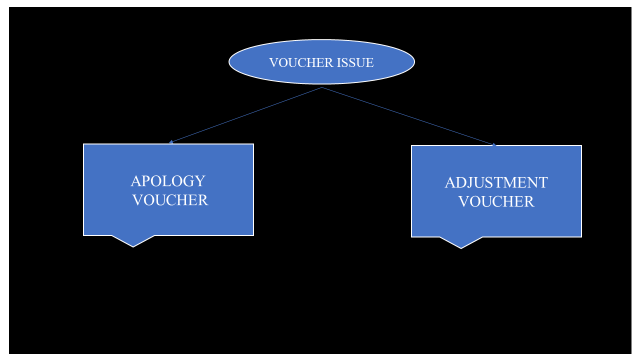 VOUCHER ISSUE
APOLOGY
VOUCHER
ADJUSTMENT
VOUCHER